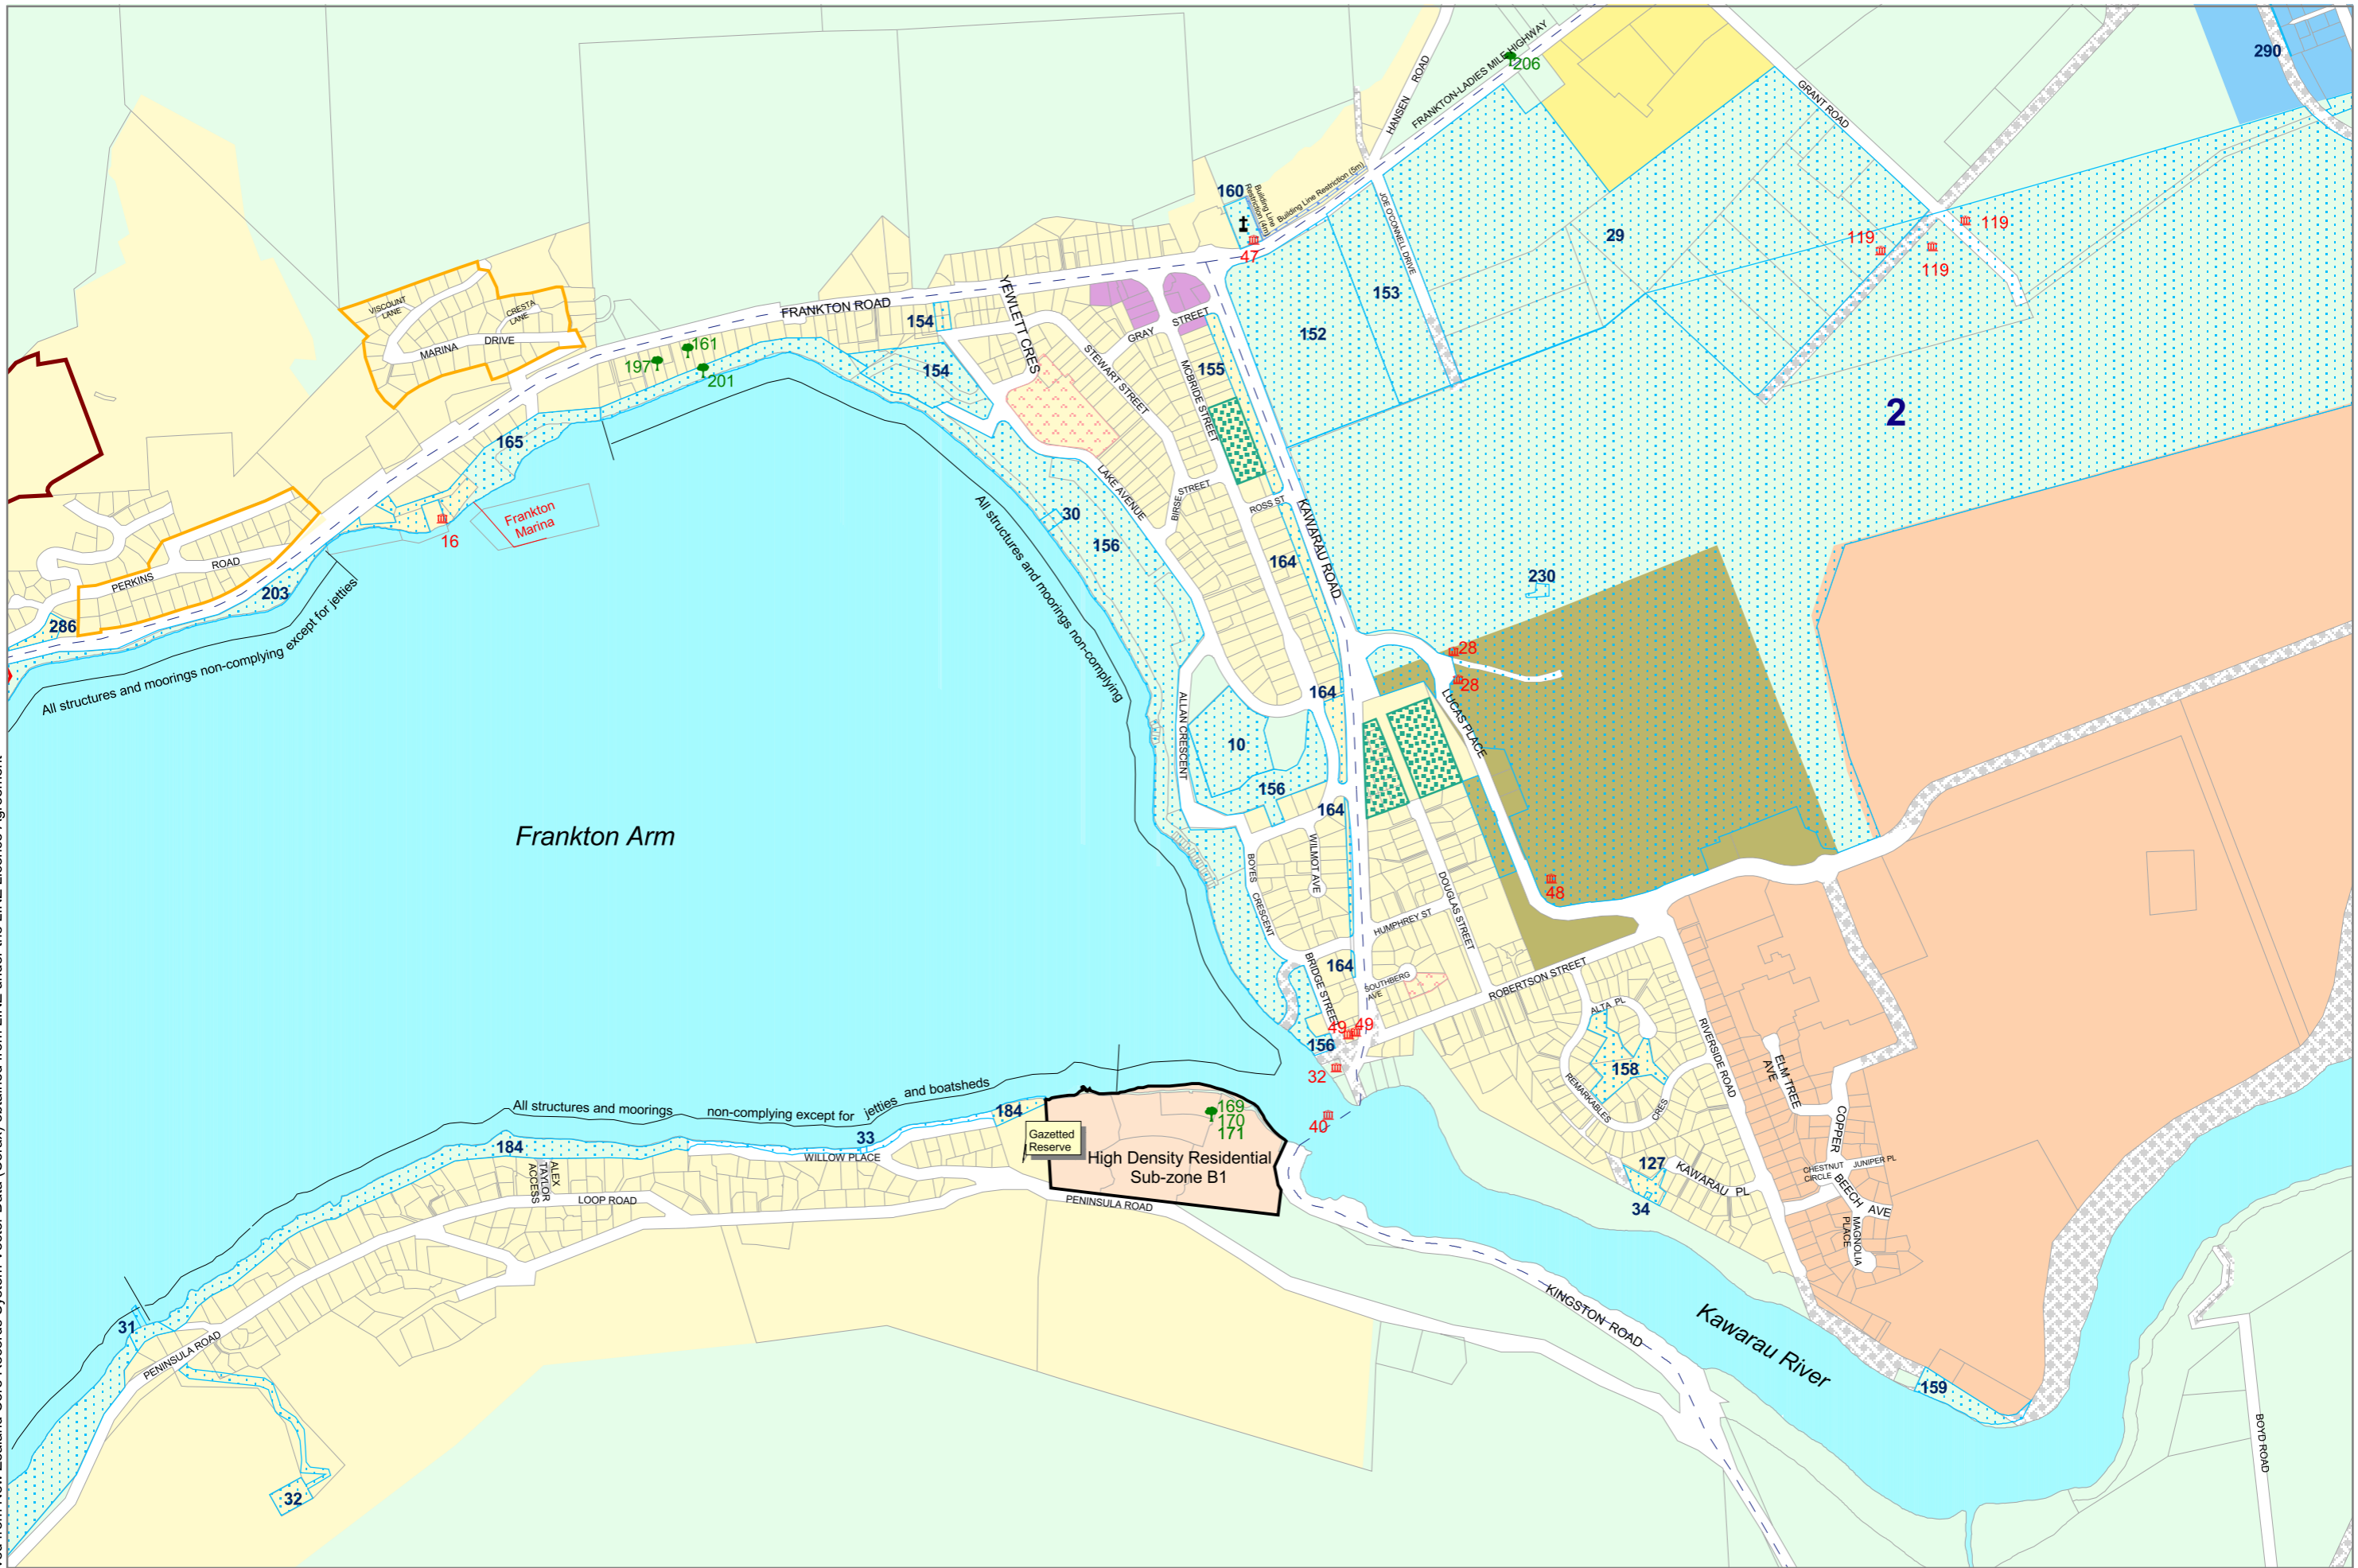 290
FRANKTON-LADIES MILE HIGHWAY
206
HANSEN ROAD
GRANT ROAD
160
Building Line
Restriction (4m)
Building Line Restriction (5m)
47
JOE O'CONNELL DRIVE
29
119
119
119
153
152
VISCOUNT
LANE
CRESTA
LANE
MARINA DRIVE
FRANKTON ROAD
154
YEWLETT CRES
GRAY STREET
STEWART STREET
MCBRIDE STREET
155
161
197
201
154
2
165
LAKE AVENUE
BIRSE STREET
ROSS ST
KAWARAU ROAD
Frankton
Marina
16
30
156
164
All structures and moorings non-complying
230
PERKINS ROAD
203
286
All structures and moorings non-complying except for jetties
28
28
LUCAS PLACE
164
ALLAN CRESCENT
10
156
164
Frankton Arm
BOYES CRESCENT
WILMOT AVE
DOUGLAS STREET
48
HUMPHREY ST
BRIDGE STREET
164
SOUTHBERG
AVE
ROBERTSON STREET
ALTA PL
RIVERSIDE ROAD
49
49
156
32
158
REMARKABLES CRES
ELM TREE
AVE
COPPER
BEECH AVE
All structures and moorings non-complying except for jetties and boatsheds
184
169
170
171
40
33
184
Gazetted
Reserve
High Density Residential
Sub-zone B1
WILLOW PLACE
ALEX
TAYLOR
ACCESS
LOOP ROAD
PENINSULA ROAD
127
KAWARAU PL
34
CHESTNUT
CIRCLE
JUNIPER PL
MAGNOLIA
PLACE
31
PENINSULA ROAD
KINGSTON ROAD
Kawarau River
159
BOYD ROAD
32